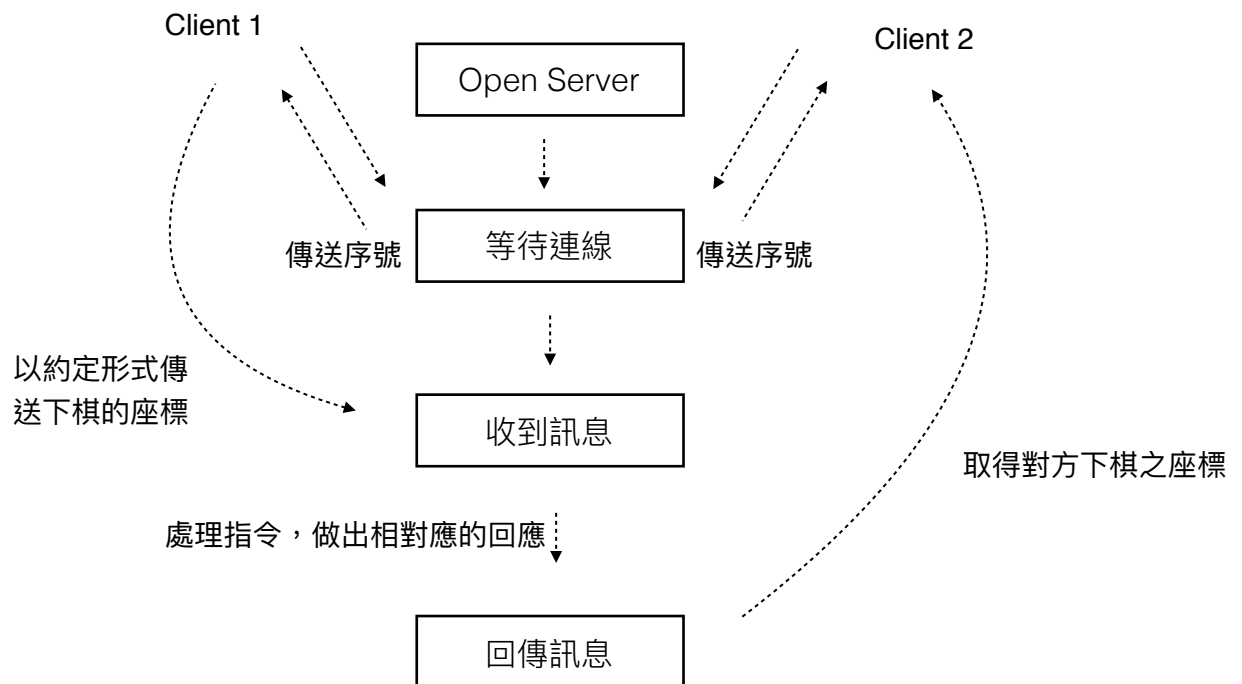 Client 1
Client 2
Open Server
等待連線
傳送序號
傳送序號
以約定形式傳
送下棋的座標
收到訊息
取得對方下棋之座標
處理指令，做出相對應的回應
回傳訊息